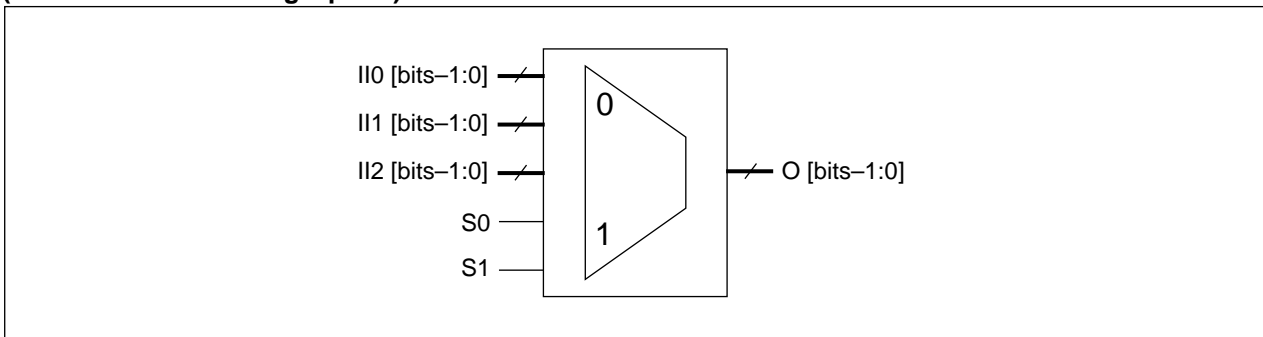 II0 [bits–1:0]
0
II1 [bits–1:0]
II2 [bits–1:0]
O [bits–1:0]
S0
1
S1